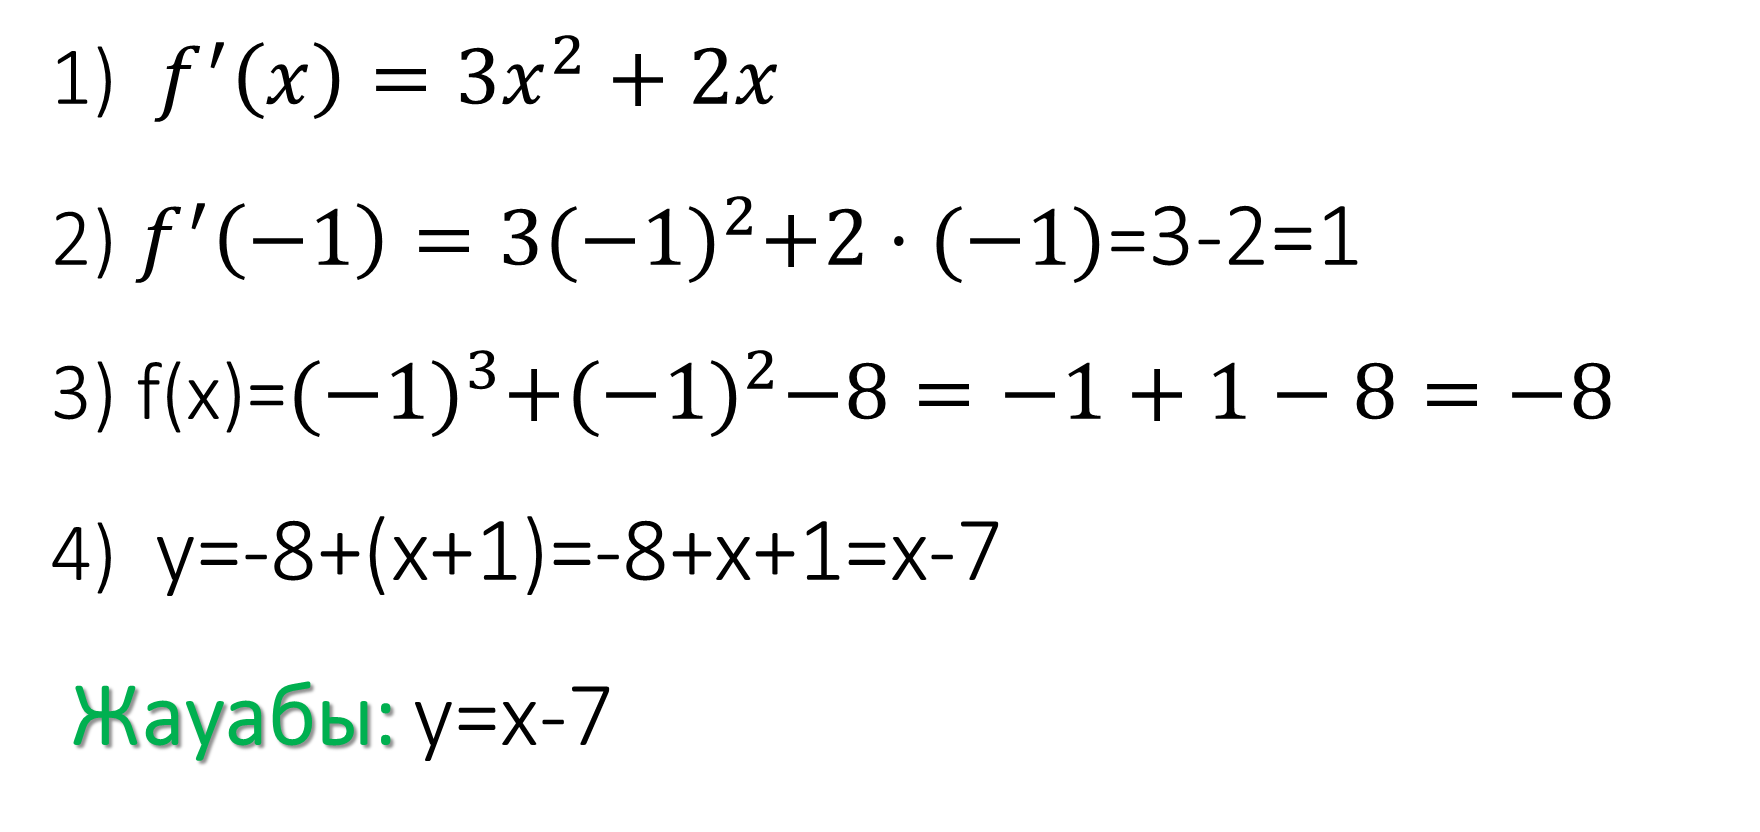 1) f′(x) = 3x² + 2x
2) f′(−1) = 3(−1)²+2 · (−1)=3-2=1
3) f(x)=(−1)³+(−1)²−8 = −1 + 1 − 8 = −8
4) y=-8+(x+1)=-8+x+1=x-7
Жауабы: y=x-7